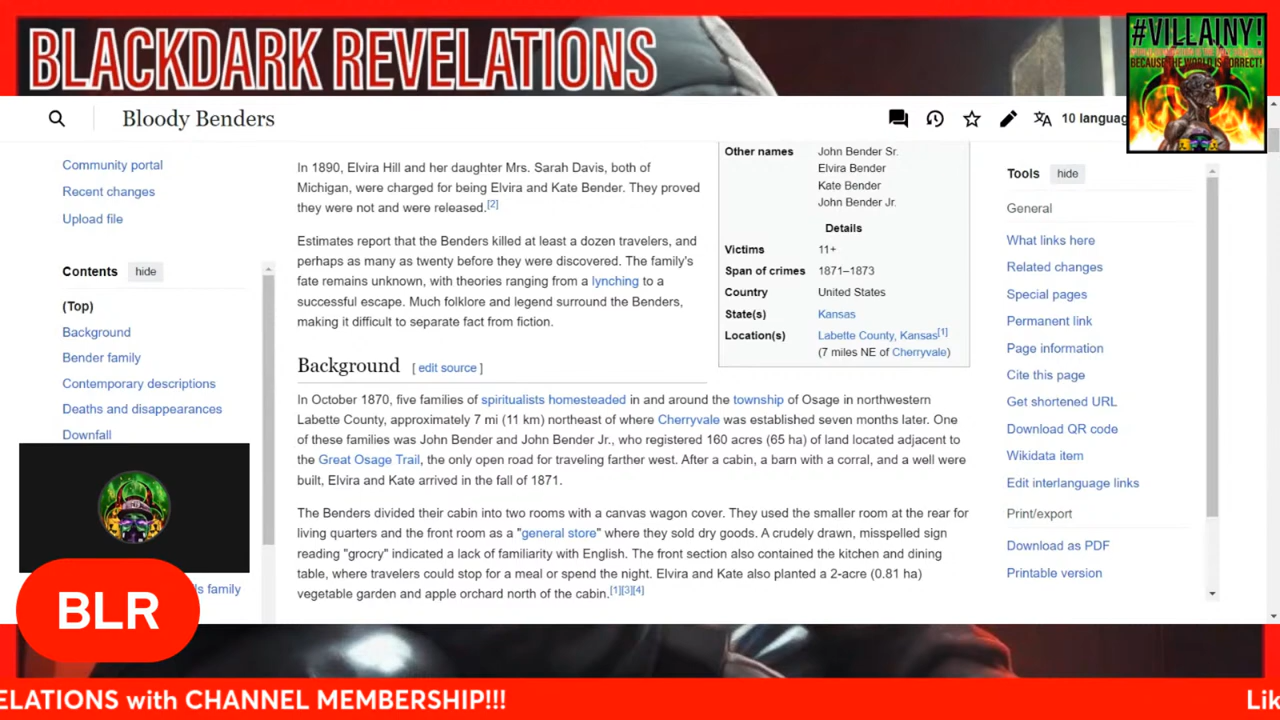 BLACKDARK REVELATIONS
#VILLAINY!
BECAUSE THE WORLD IS CORRECT!
Bloody Benders
10 languag
Community portal
Recent changes
Upload file
Contents hide
(Top)
Background
Bender family
Contemporary descriptions
Deaths and disappearances
Downfall
s family
In 1890, Elvira Hill and her daughter Mrs. Sarah Davis, both of
Michigan, were charged for being Elvira and Kate Bender. They proved
they were not and were released.[2]
Estimates report that the Benders killed at least a dozen travelers, and
perhaps as many as twenty before they were discovered. The family's
fate remains unknown, with theories ranging from a lynching to a
successful escape. Much folklore and legend surround the Benders,
making it difficult to separate fact from fiction.
Other names John Bender Sr.
Elvira Bender
Kate Bender
John Bender Jr.
Details
Victims 11+
Span of crimes 1871–1873
Country United States
State(s) Kansas
Location(s) Labette County, Kansas[1]
(7 miles NE of Cherryvale)
Background [ edit source ]
In October 1870, five families of spiritualists homesteaded in and around the township of Osage in northwestern
Labette County, approximately 7 mi (11 km) northeast of where Cherryvale was established seven months later. One
of these families was John Bender and John Bender Jr., who registered 160 acres (65 ha) of land located adjacent to
the Great Osage Trail, the only open road for traveling farther west. After a cabin, a barn with a corral, and a well were
built, Elvira and Kate arrived in the fall of 1871.
The Benders divided their cabin into two rooms with a canvas wagon cover. They used the smaller room at the rear for
living quarters and the front room as a "general store" where they sold dry goods. A crudely drawn, misspelled sign
reading "grocry" indicated a lack of familiarity with English. The front section also contained the kitchen and dining
table, where travelers could stop for a meal or spend the night. Elvira and Kate also planted a 2-acre (0.81 ha)
vegetable garden and apple orchard north of the cabin.[1][3][4]
Tools hide
General
What links here
Related changes
Special pages
Permanent link
Page information
Cite this page
Get shortened URL
Download QR code
Wikidata item
Edit interlanguage links
Print/export
Download as PDF
Printable version
BLR
ELATIONS with CHANNEL MEMBERSHIP!!!
Lik